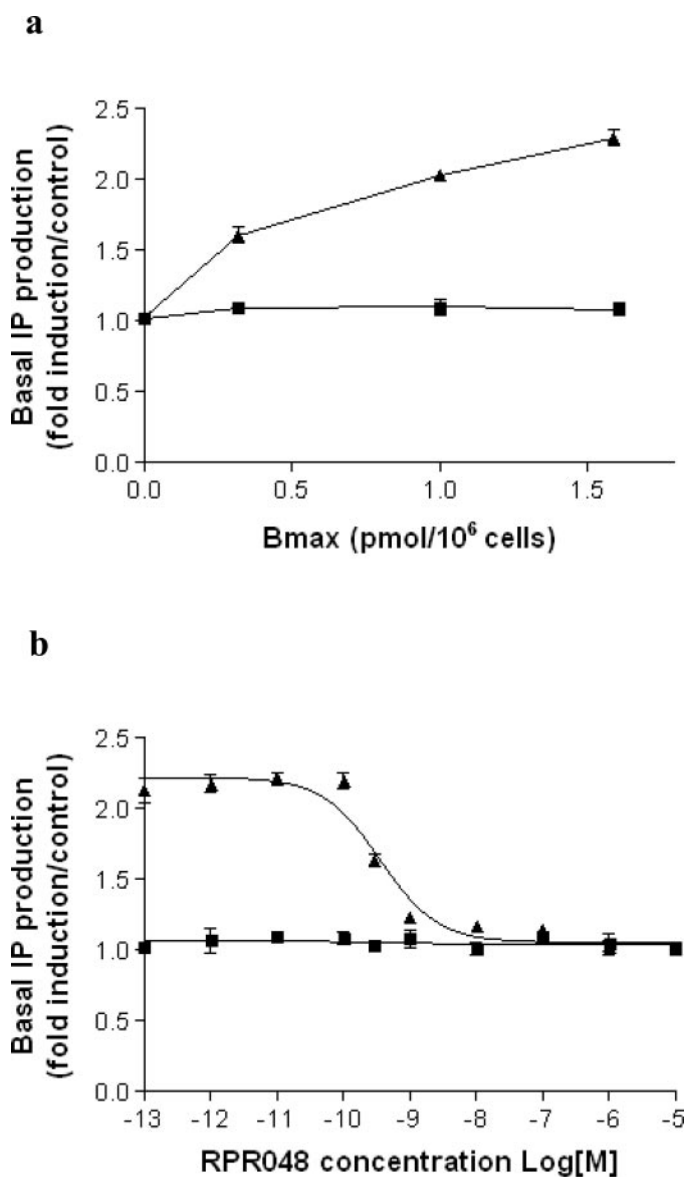 a
Basal IP production
(fold induction/control)
2.5
2.0
1.5
1.0
0.5
0.0
0.0 0.5 1.0 1.5
Bmax (pmol/10⁶ cells)
b
Basal IP production
(fold induction/control)
2.5
2.0
1.5
1.0
0.5
0.0
-13 -12 -11 -10 -9 -8 -7 -6 -5
RPR048 concentration Log[M]